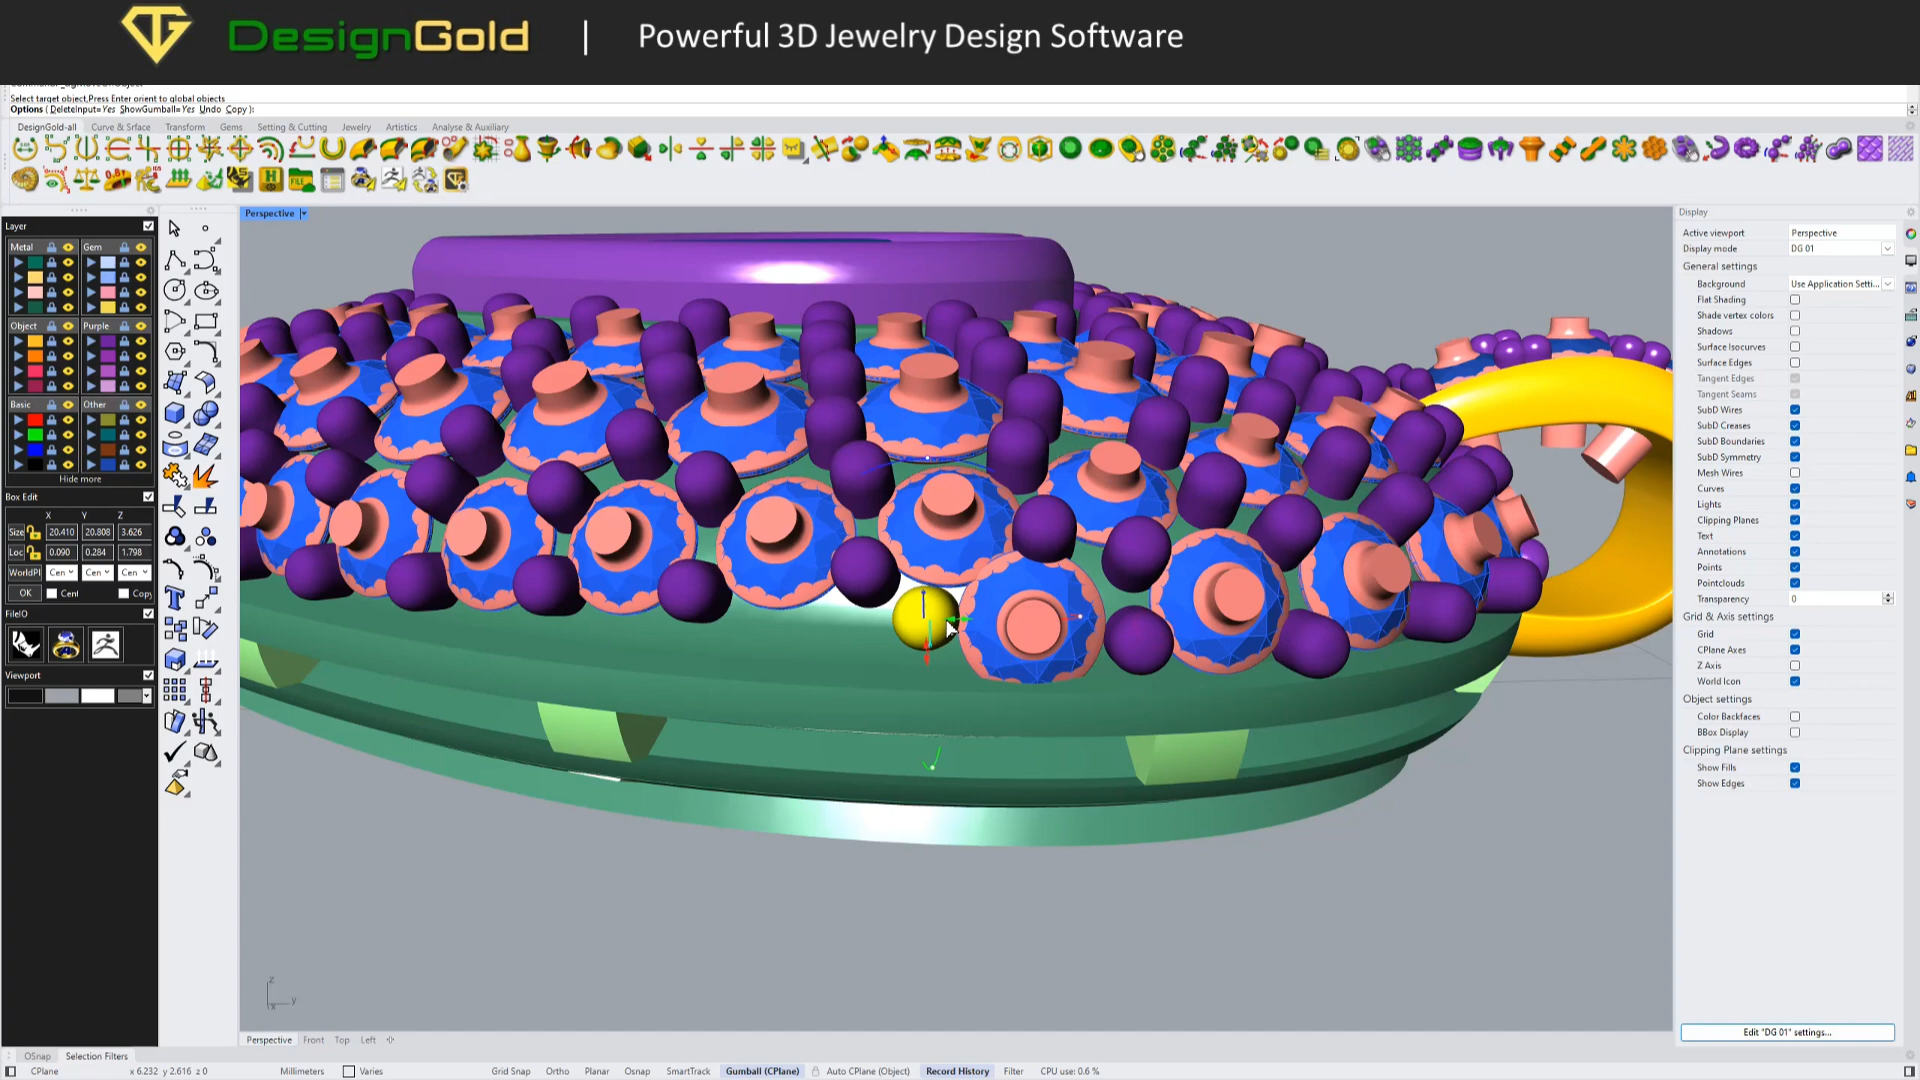 DesignGold | Powerful 3D Jewelry Design Software
Select target object,Press Enter orient to global objects
Options ( DeleteInput=Yes ShowGumball=Yes Undo Copy ):
DesignGold-all Curve & Srface Transform Gems Setting & Cutting Jewelry Artistics Analyse & Auxiliary
Layer
Metal Gem
Object Purple
Basic Other
Hide more
Box Edit
X Y Z
Size 20.410 20.808 3.626
Loc 0.090 0.284 1.798
WorldPl Cen Cen Cen
OK Cent Copy
FileIO
Viewport
Perspective
z
y
x
Perspective Front Top Left
Display
Active viewport Perspective
Display mode DG 01
General settings
Background Use Application Setti...
Flat Shading
Shade vertex colors
Shadows
Surface Isocurves
Surface Edges
Tangent Edges
Tangent Seams
SubD Wires
SubD Creases
SubD Boundaries
SubD Symmetry
Mesh Wires
Curves
Lights
Clipping Planes
Text
Annotations
Points
Pointclouds
Transparency 0
Grid & Axis settings
Grid
CPlane Axes
Z Axis
World Icon
Object settings
Color Backfaces
BBox Display
Clipping Plane settings
Show Fills
Show Edges
Edit "DG 01" settings...
OSnap Selection Filters
CPlane x 6.232 y 2.616 z 0 Millimeters Varies Grid Snap Ortho Planar Osnap SmartTrack Gumball (CPlane) Auto CPlane (Object) Record History Filter CPU use: 0.6 %